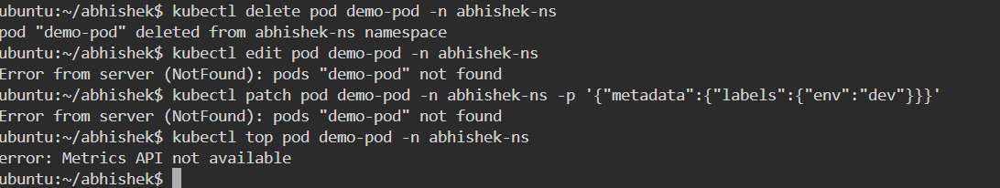 ubuntu:~/abhishek$ kubectl delete pod demo-pod -n abhishek-ns
pod "demo-pod" deleted from abhishek-ns namespace
ubuntu:~/abhishek$ kubectl edit pod demo-pod -n abhishek-ns
Error from server (NotFound): pods "demo-pod" not found
ubuntu:~/abhishek$ kubectl patch pod demo-pod -n abhishek-ns -p '{"metadata":{"labels":{"env":"dev"}}}'
Error from server (NotFound): pods "demo-pod" not found
ubuntu:~/abhishek$ kubectl top pod demo-pod -n abhishek-ns
error: Metrics API not available
ubuntu:~/abhishek$